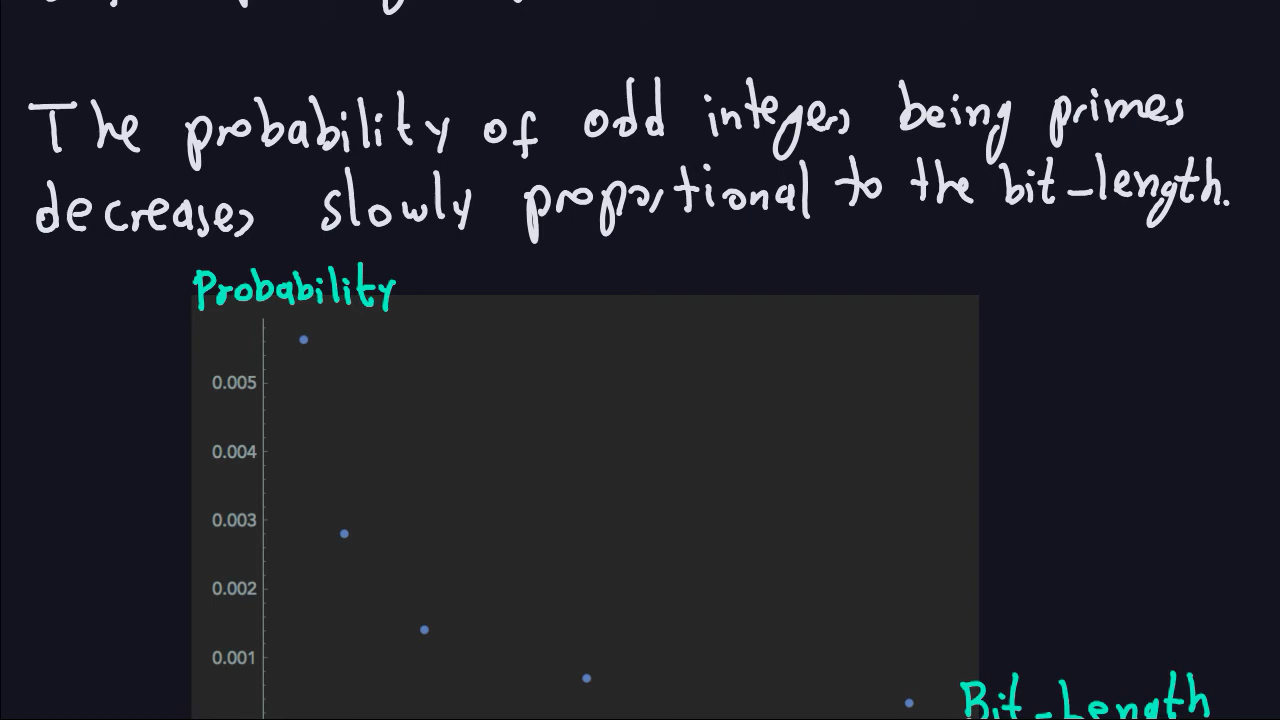 The probability of odd integers being primes
decreases slowly proportional to the bit-length.
Probability
0.005
0.004
0.003
0.002
0.001
Bit-Length